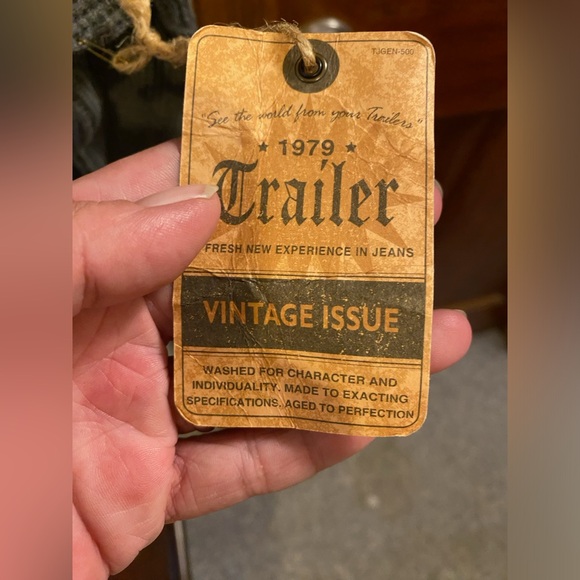 TJGEN-500
"See the world from your Trailers"
★ 1979 ★
Trailer
FRESH NEW EXPERIENCE IN JEANS
VINTAGE ISSUE
WASHED FOR CHARACTER AND
INDIVIDUALITY. MADE TO EXACTING
SPECIFICATIONS. AGED TO PERFECTION